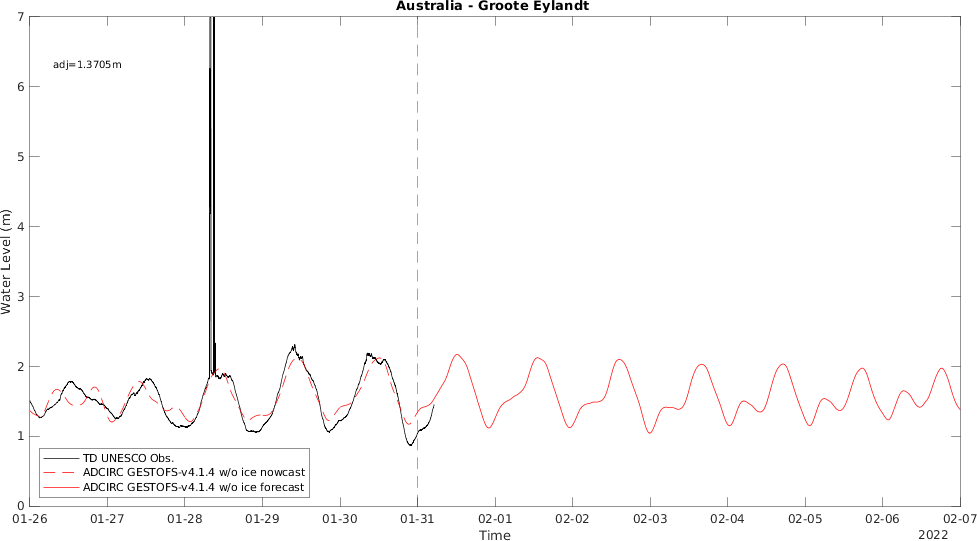 Australia - Groote Eylandt
7
adj=1.3705m
6
5
4
3
2
1
0
Water Level (m)
TD UNESCO Obs.
ADCIRC GESTOFS-v4.1.4 w/o ice nowcast
ADCIRC GESTOFS-v4.1.4 w/o ice forecast
01-26 01-27 01-28 01-29 01-30 01-31 02-01 02-02 02-03 02-04 02-05 02-06 02-07
Time
2022